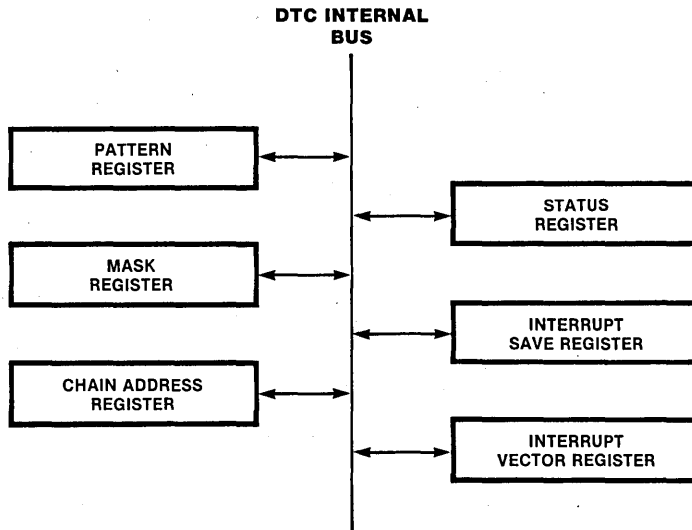 DTC INTERNAL
BUS
PATTERN
REGISTER
STATUS
REGISTER
MASK
REGISTER
INTERRUPT
SAVE REGISTER
CHAIN ADDRESS
REGISTER
INTERRUPT
VECTOR REGISTER